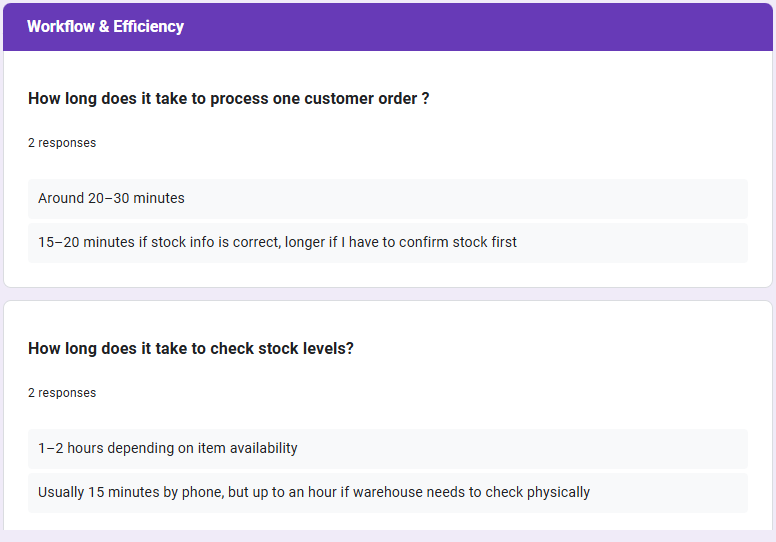 Workflow & Efficiency
How long does it take to process one customer order ?
2 responses
Around 20–30 minutes
15–20 minutes if stock info is correct, longer if I have to confirm stock first
How long does it take to check stock levels?
2 responses
1–2 hours depending on item availability
Usually 15 minutes by phone, but up to an hour if warehouse needs to check physically